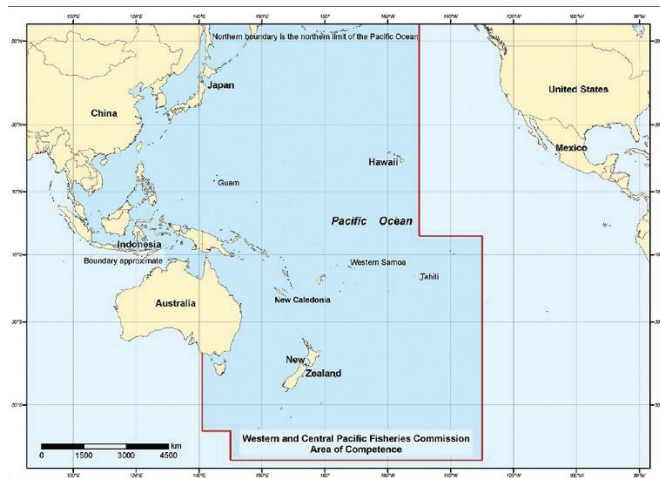 Northern boundary is the northern limit of the Pacific Ocean
Japan
China
United States
Mexico
Hawaii
Guam
Pacific Ocean
Indonesia
Boundary approximate
Western Samoa
Tahiti
New Caledonia
Australia
New
Zealand
Western and Central Pacific Fisheries Commission
Area of Competence
km
0 1500 3000 4500